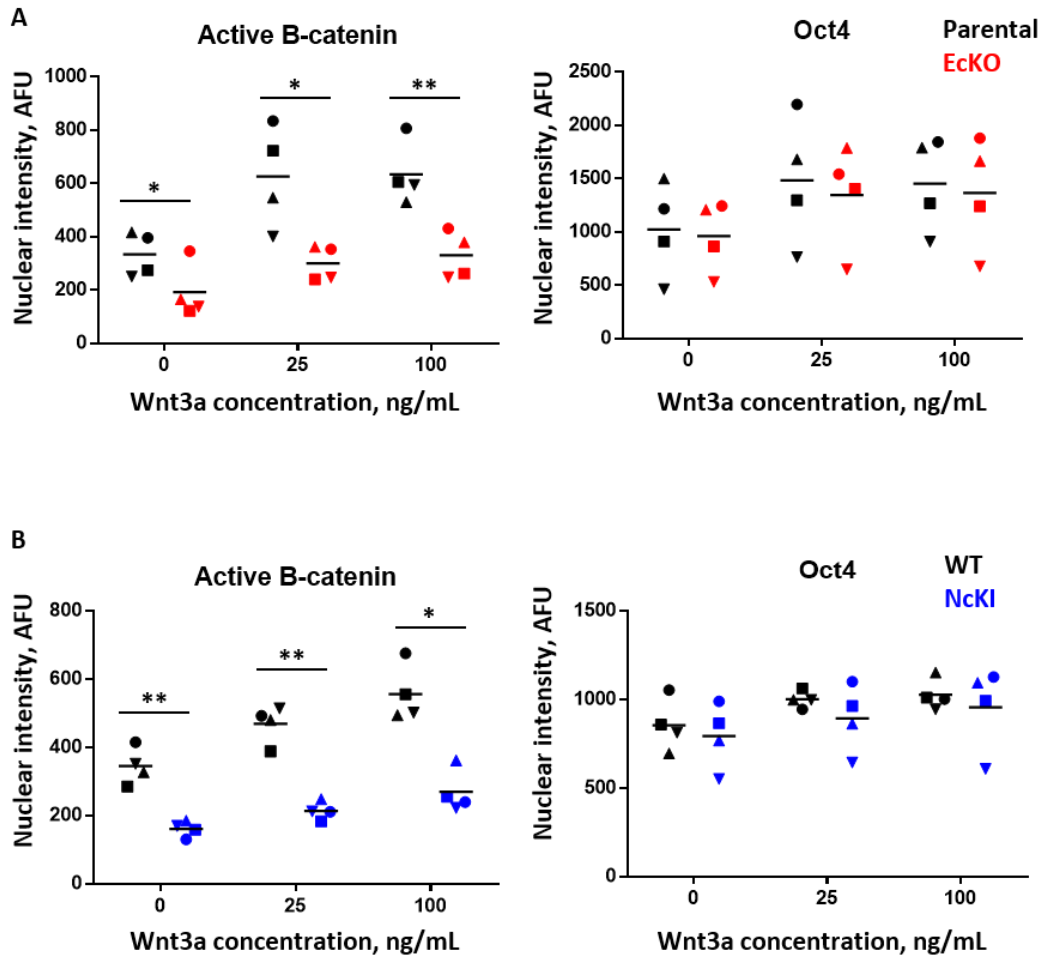 A
Active B-catenin
Nuclear intensity, AFU
1000
800
600
400
200
0
*
*
**
0 25 100
Wnt3a concentration, ng/mL
Oct4
Parental
EcKO
Nuclear intensity, AFU
2500
2000
1500
1000
500
0
0 25 100
Wnt3a concentration, ng/mL
B
Active B-catenin
Nuclear intensity, AFU
800
600
400
200
0
**
**
*
0 25 100
Wnt3a concentration, ng/mL
Oct4
WT
NcKI
Nuclear intensity, AFU
1500
1000
500
0
0 25 100
Wnt3a concentration, ng/mL